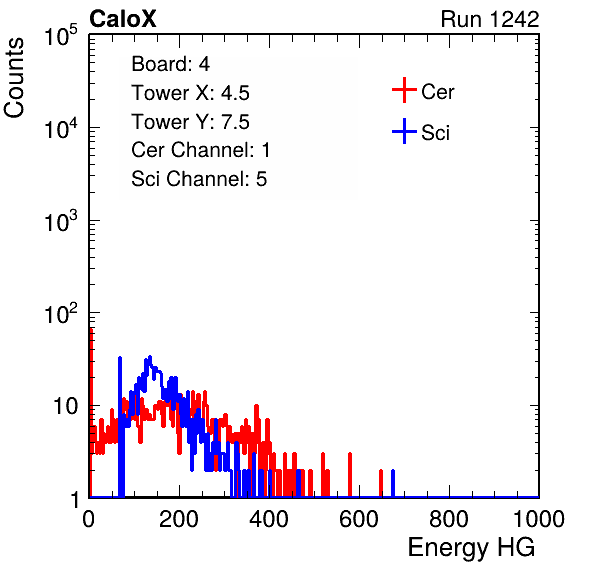 CaloX
Run 1242
Counts
10^5
10^4
10^3
10^2
10
1
Board: 4
Tower X: 4.5
Tower Y: 7.5
Cer Channel: 1
Sci Channel: 5
Cer
Sci
0 200 400 600 800 1000
Energy HG